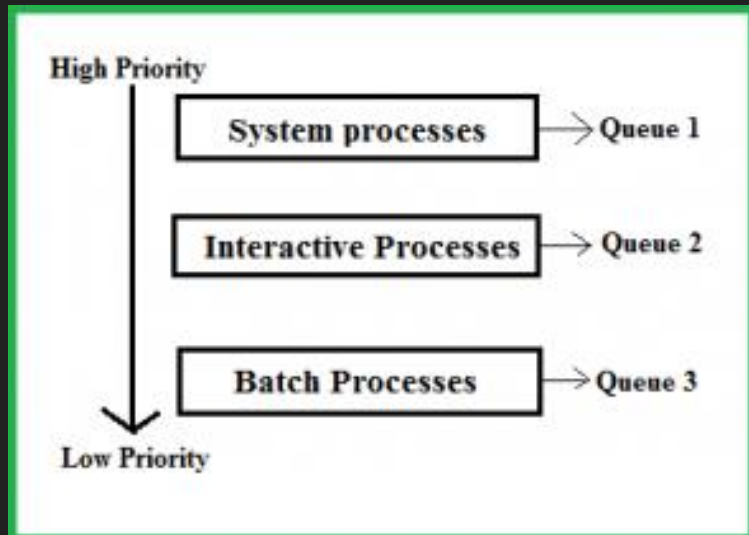 High Priority
System processes
Queue 1
Interactive Processes
Queue 2
Batch Processes
Queue 3
Low Priority